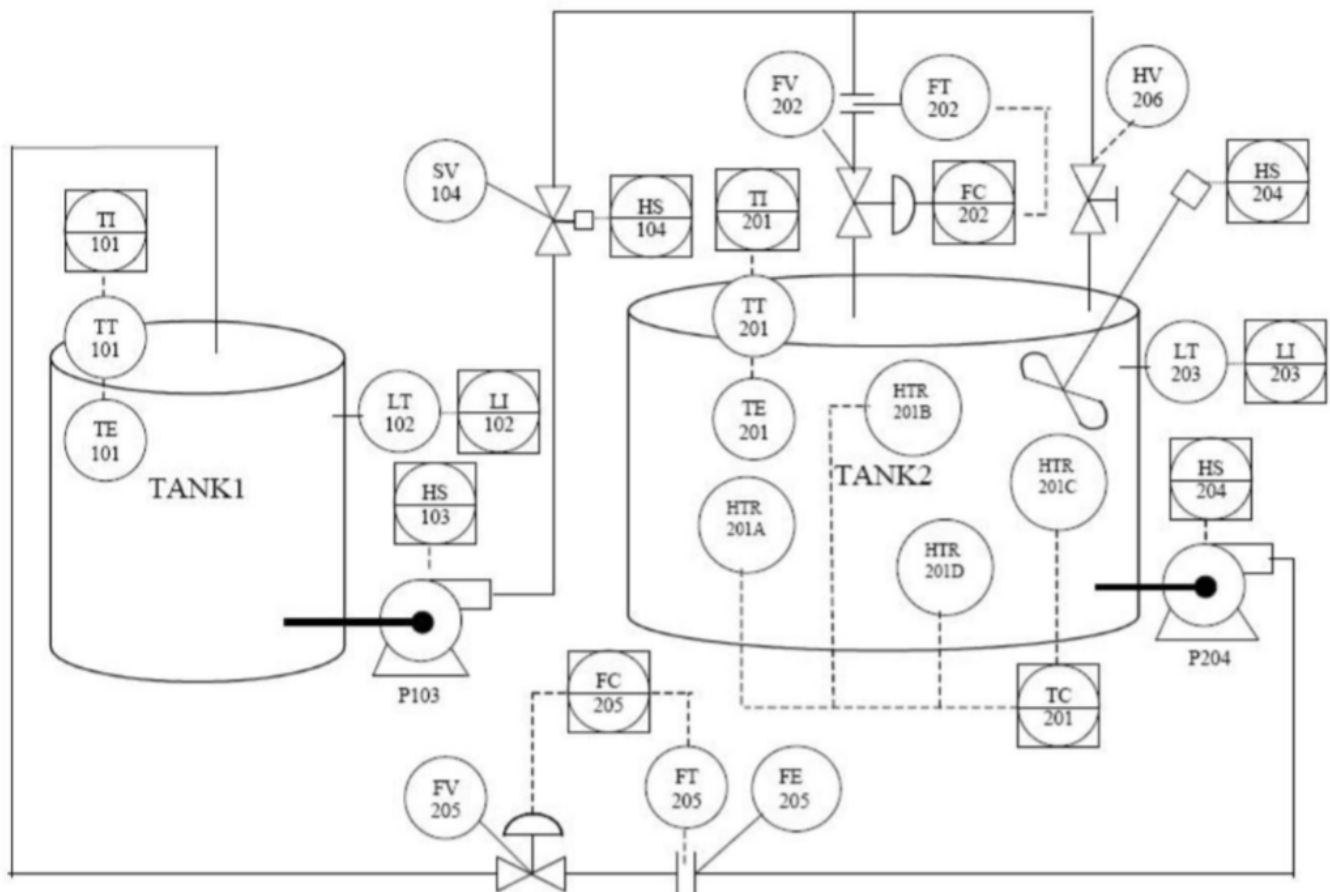 FV
202
FT
202
HV
206
SV
104
HS
104
TI
201
FC
202
HS
204
TI
101
TT
101
TE
101
TT
201
TE
201
HTR
201B
LT
203
LI
203
LT
102
LI
102
TANK1
HS
103
TANK2
HTR
201A
HTR
201C
HTR
201D
HS
204
P103
P204
FC
205
TC
201
FV
205
FT
205
FE
205